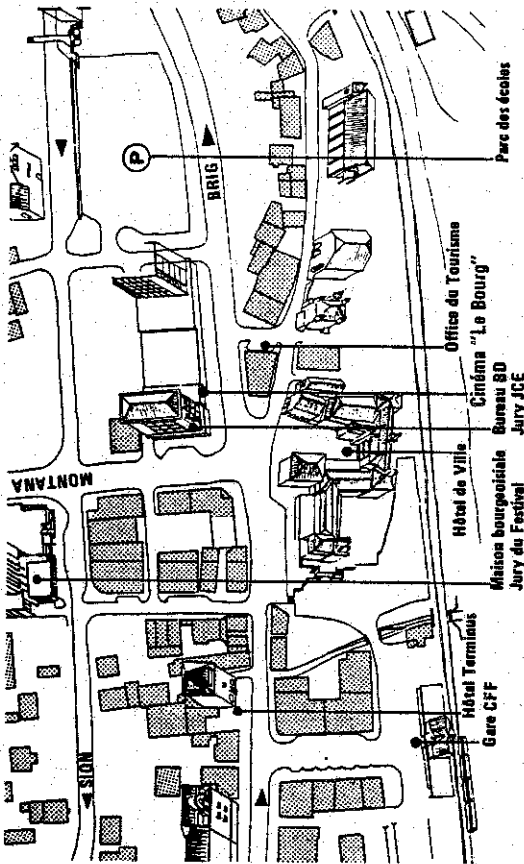 MONTANA
SION
BRIG
P
Gare CFF
Hôtel Terminus
Maison bourgeoisiale
Jury du Festival
Hôtel de Ville
Bureau BD
Jury JCE
Cinéma "Le Bourg"
Office du Tourisme
Parc des écoles